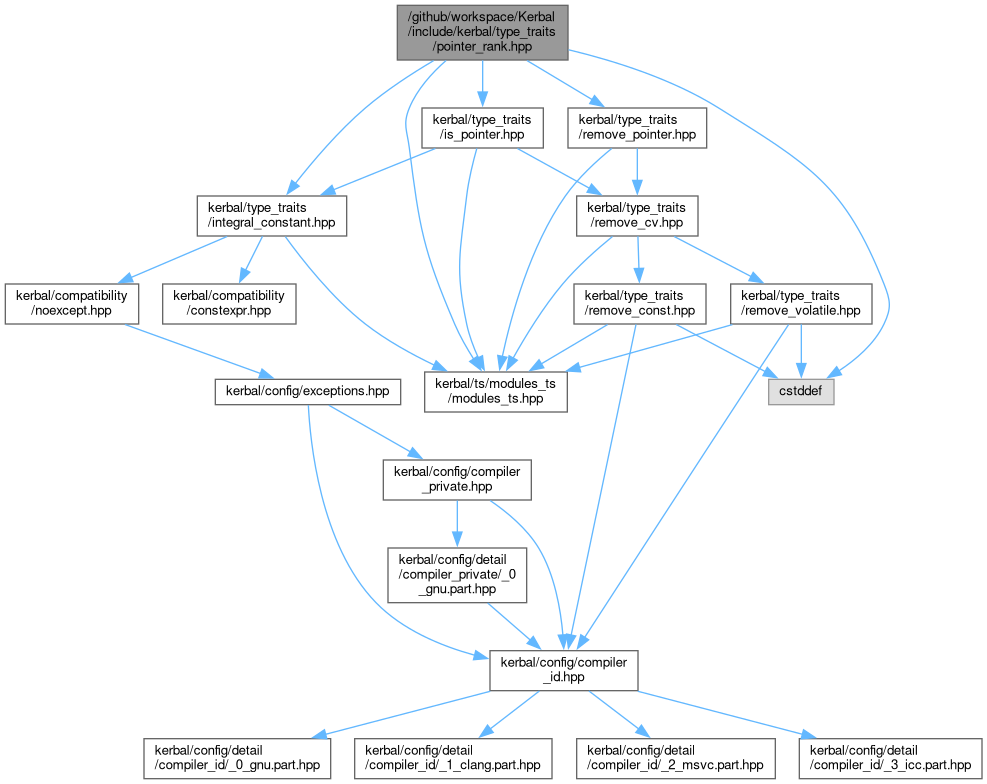 /github/workspace/Kerbal
/include/kerbal/type_traits
/pointer_rank.hpp
kerbal/type_traits
/is_pointer.hpp
kerbal/type_traits
/remove_pointer.hpp
kerbal/type_traits
/integral_constant.hpp
kerbal/type_traits
/remove_cv.hpp
kerbal/compatibility
/noexcept.hpp
kerbal/compatibility
/constexpr.hpp
kerbal/type_traits
/remove_const.hpp
kerbal/type_traits
/remove_volatile.hpp
kerbal/config/exceptions.hpp
kerbal/ts/modules_ts
/modules_ts.hpp
cstddef
kerbal/config/compiler
_private.hpp
kerbal/config/detail
/compiler_private/_0
_gnu.part.hpp
kerbal/config/compiler
_id.hpp
kerbal/config/detail
/compiler_id/_0_gnu.part.hpp
kerbal/config/detail
/compiler_id/_1_clang.part.hpp
kerbal/config/detail
/compiler_id/_2_msvc.part.hpp
kerbal/config/detail
/compiler_id/_3_icc.part.hpp